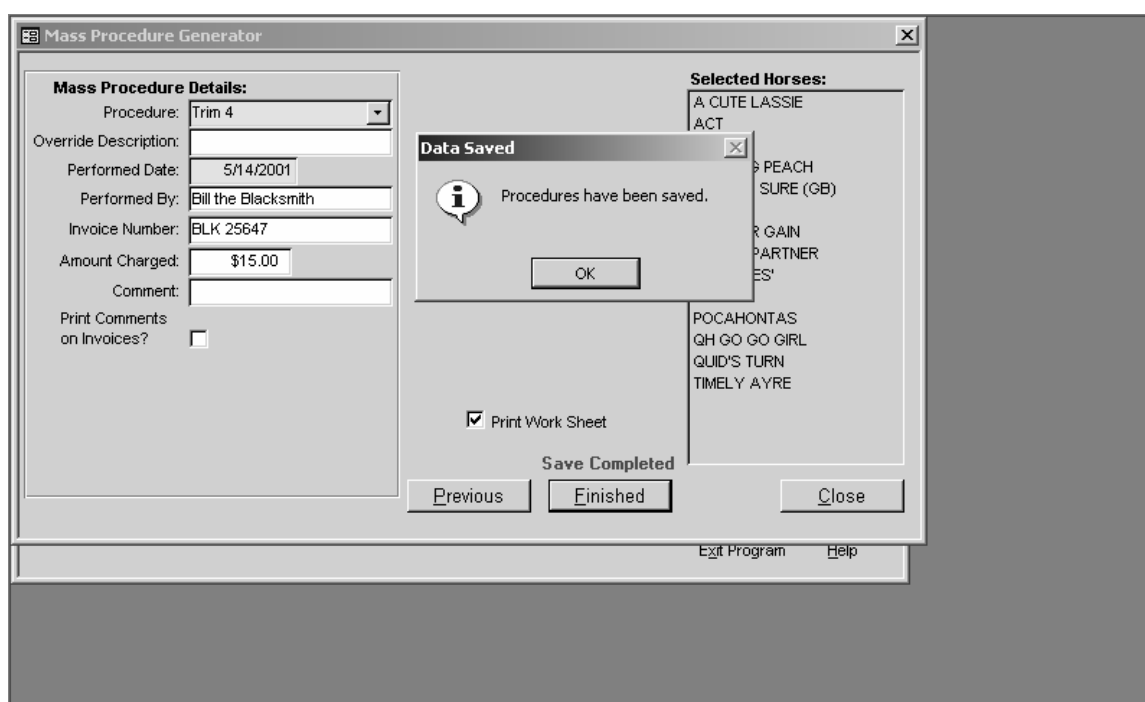 Mass Procedure Generator
Mass Procedure Details:
Procedure: Trim 4
Override Description:
Performed Date: 5/14/2001
Performed By: Bill the Blacksmith
Invoice Number: BLK 25647
Amount Charged: $15.00
Comment:
Print Comments
on Invoices?
Data Saved
Procedures have been saved.
OK
Selected Horses:
A CUTE LASSIE
ACT
PEACH
SURE (GB)
GAIN
PARTNER
ES'
POCAHONTAS
QH GO GO GIRL
QUID'S TURN
TIMELY AYRE
Print Work Sheet
Save Completed
Previous
Finished
Close
Exit Program
Help